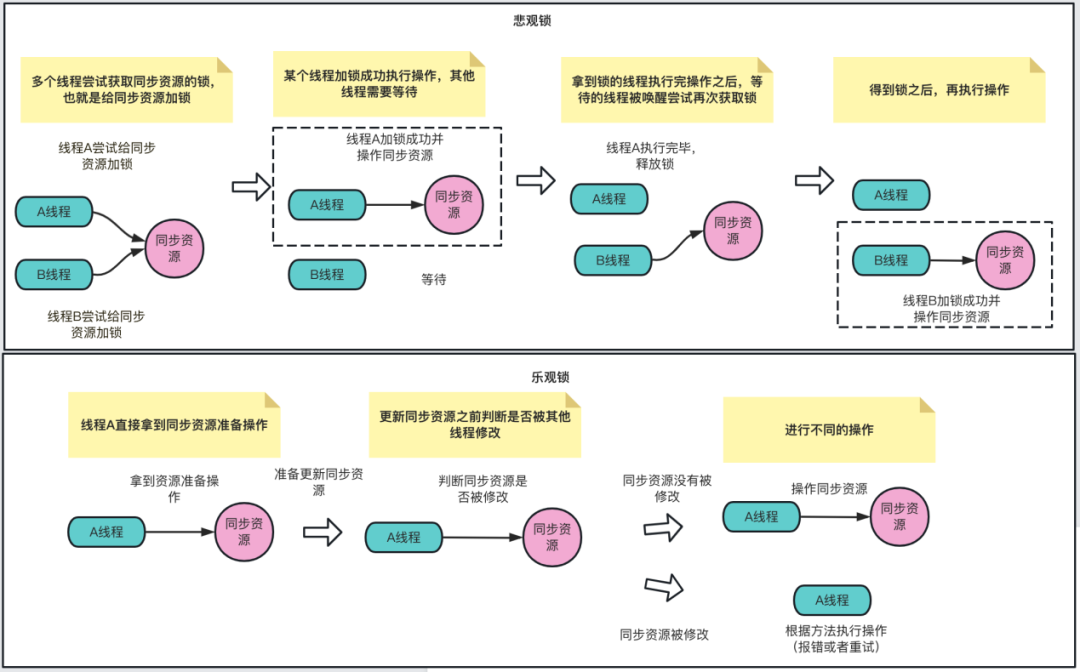 悲观锁
多个线程尝试获取同步资源的锁，
也就是给同步资源加锁
某个线程加锁成功执行操作，其他
线程需要等待
拿到锁的线程执行完操作之后，等
待的线程被唤醒尝试再次获取锁
得到锁之后，再执行操作
线程A尝试给同步
资源加锁
A线程
B线程
同步资
源
线程B尝试给同步
资源加锁
线程A加锁成功并
操作同步资源
A线程
同步资
源
B线程
等待
线程A执行完毕，
释放锁
A线程
B线程
同步资
源
A线程
B线程
同步资
源
线程B加锁成功并
操作同步资源
乐观锁
线程A直接拿到同步资源准备操作
更新同步资源之前判断是否被其他
线程修改
进行不同的操作
拿到资源准备操
作
A线程
同步资
源
准备更新同步资
源
判断同步资源是
否被修改
A线程
同步资
源
同步资源没有被
修改
操作同步资源
A线程
同步资
源
同步资源被修改
A线程
根据方法执行操作
（报错或者重试）